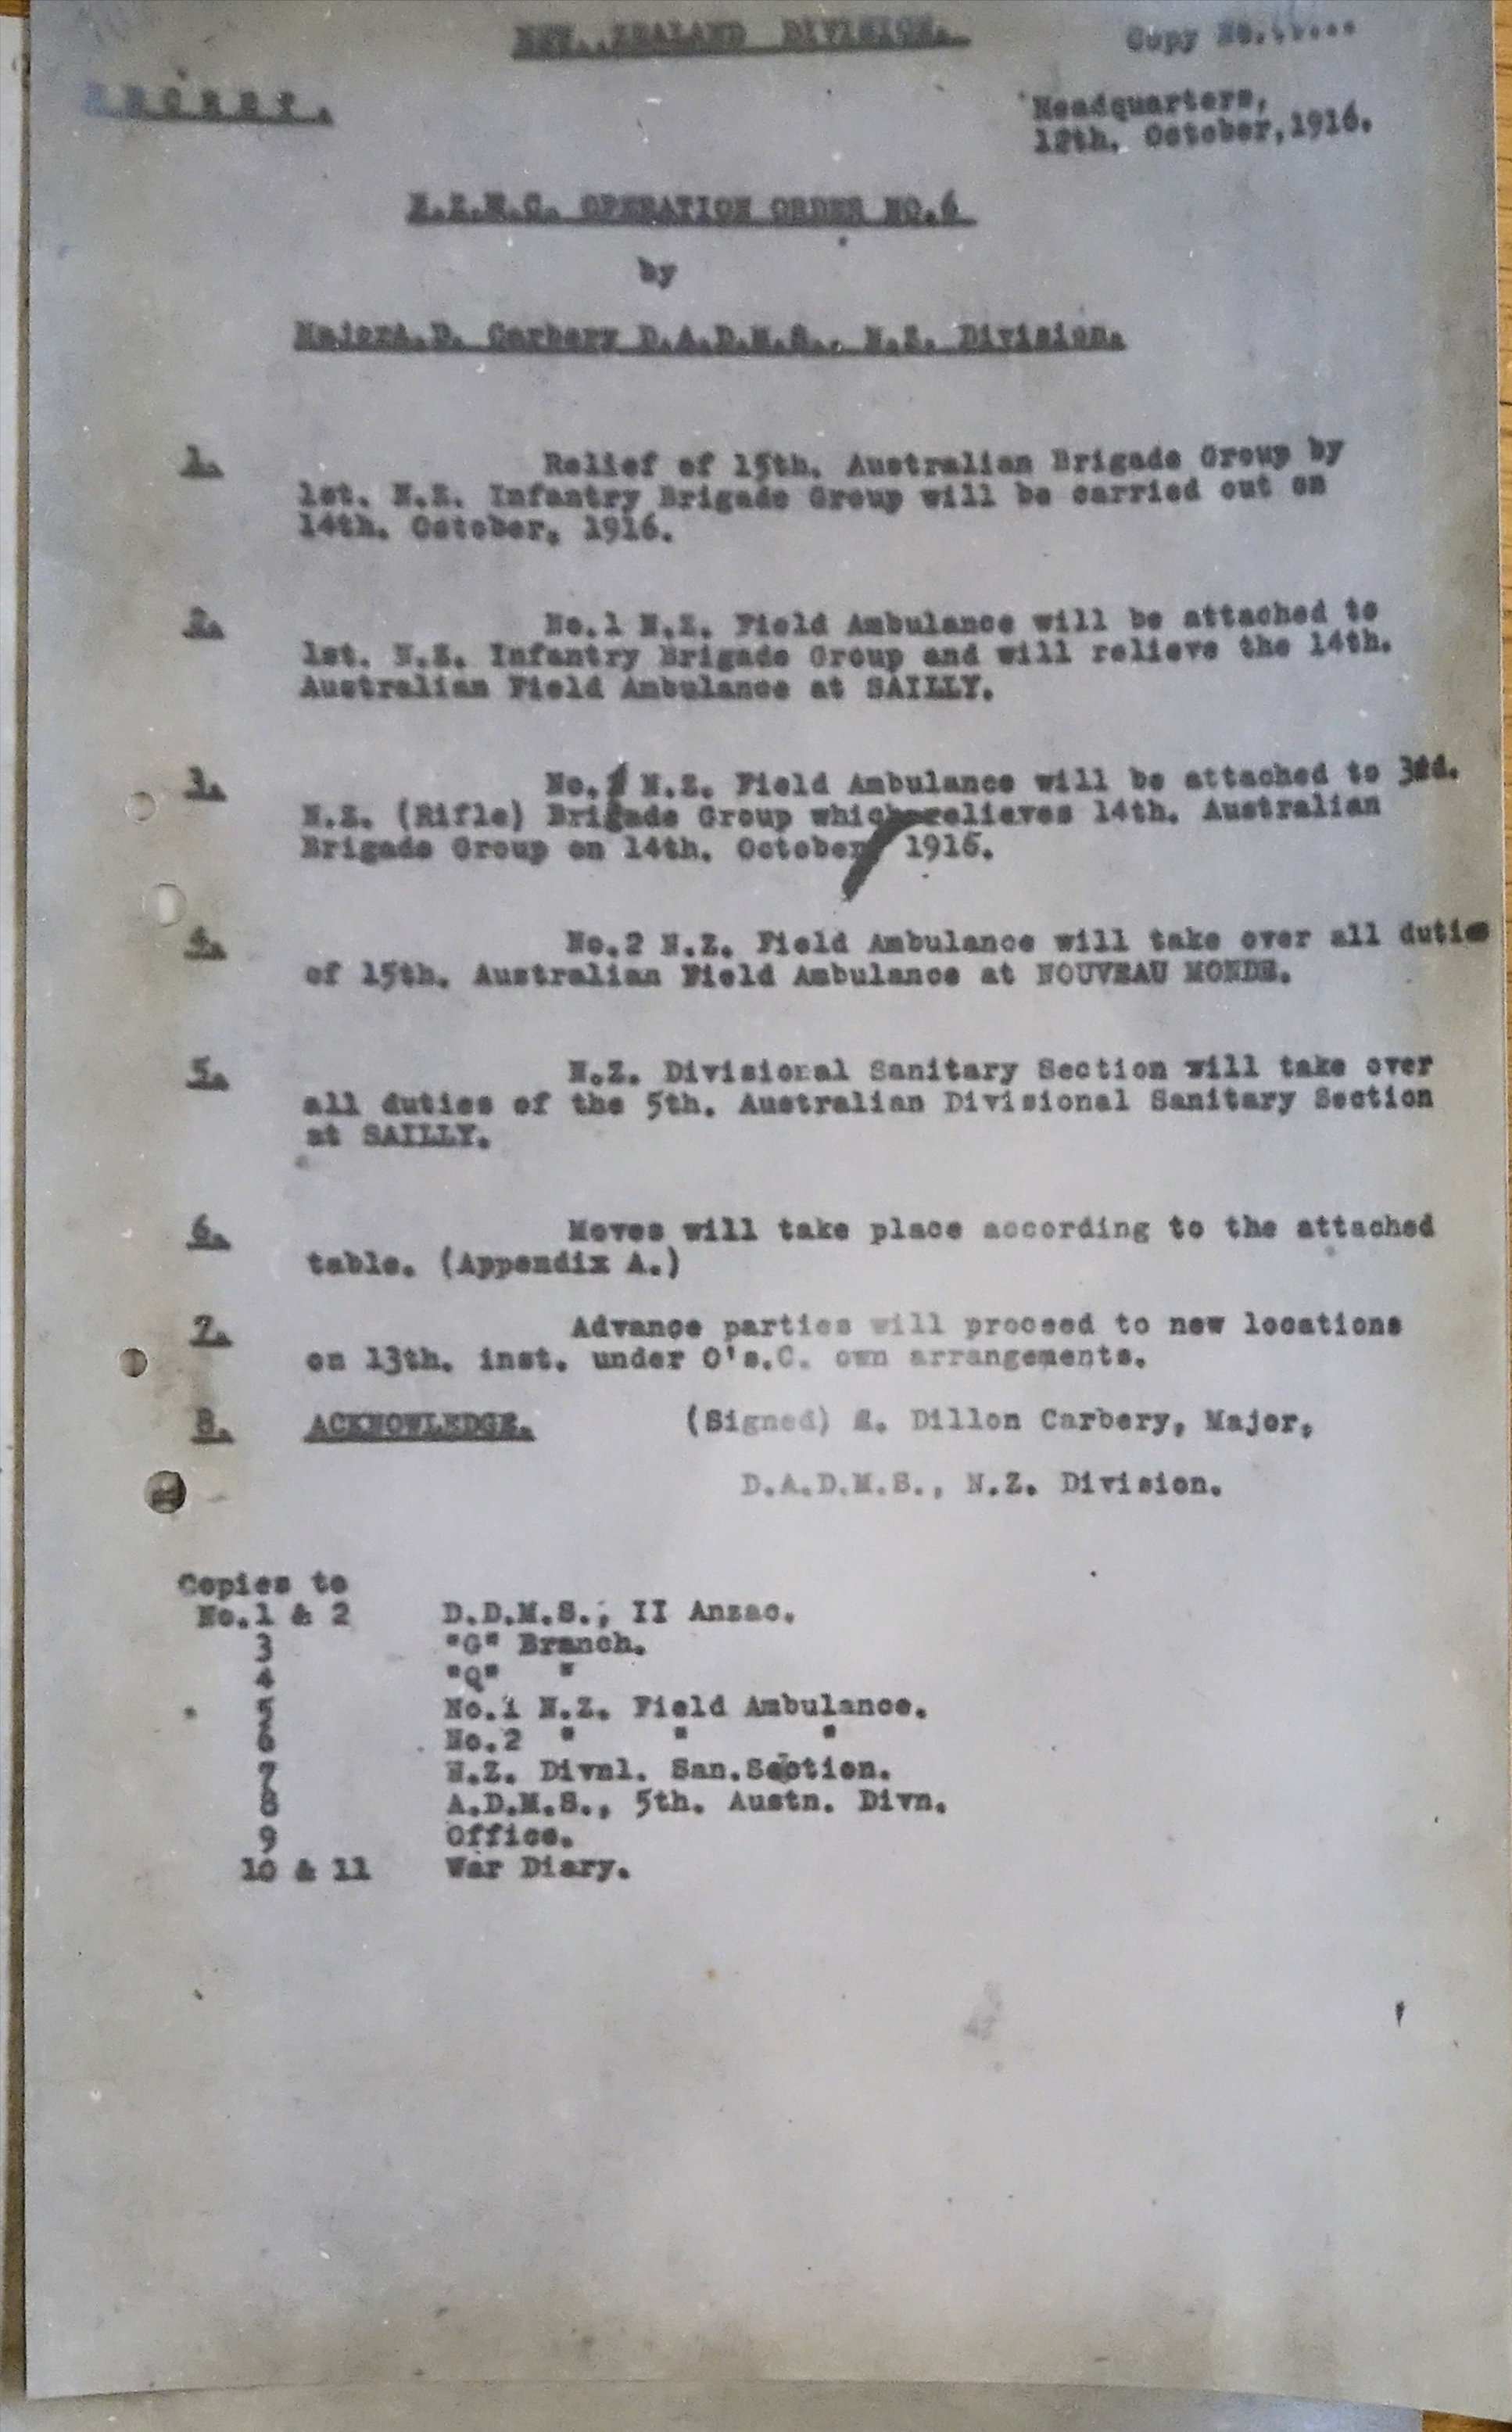 NEW. ZEALAND DIVISION.
Copy No......
SECRET.
Headquarters,
12th. October, 1916.
N.Z.M.C. OPERATION ORDER NO.6
by
MajorA.D. Carbery D.A.D.M.S., N.Z. Division.
1. Relief of 15th. Australian Brigade Group by
1st. N.Z. Infantry Brigade Group will be carried out on
14th. October, 1916.
2. No.1 N.Z. Field Ambulance will be attached to
1st. N.Z. Infantry Brigade Group and will relieve the 14th.
Australian Field Ambulance at SAILLY.
3. No. N.Z. Field Ambulance will be attached to 3rd.
N.Z. (Rifle) Brigade Group which relieves 14th. Australian
Brigade Group on 14th. October, 1916.
4. No.2 N.Z. Field Ambulance will take over all duties
of 15th. Australian Field Ambulance at NOUVEAU MONDE.
5. N.Z. Divisional Sanitary Section will take over
all duties of the 5th. Australian Divisional Sanitary Section
at SAILLY.
6. Moves will take place according to the attached
table. (Appendix A.)
7. Advance parties will proceed to new locations
on 13th. inst. under O's.C. own arrangements.
8. ACKNOWLEDGE. (Signed) A. Dillon Carbery, Major,
D.A.D.M.S., N.Z. Division.
Copies to
No.1 & 2 D.D.M.S., II Anzac.
3 "G" Branch.
4 "Q" "
5 No.1 N.Z. Field Ambulance.
6 No.2 " " "
7 N.Z. Divnl. San.Section.
8 A.D.M.S., 5th. Austn. Divn.
9 Office.
10 & 11 War Diary.